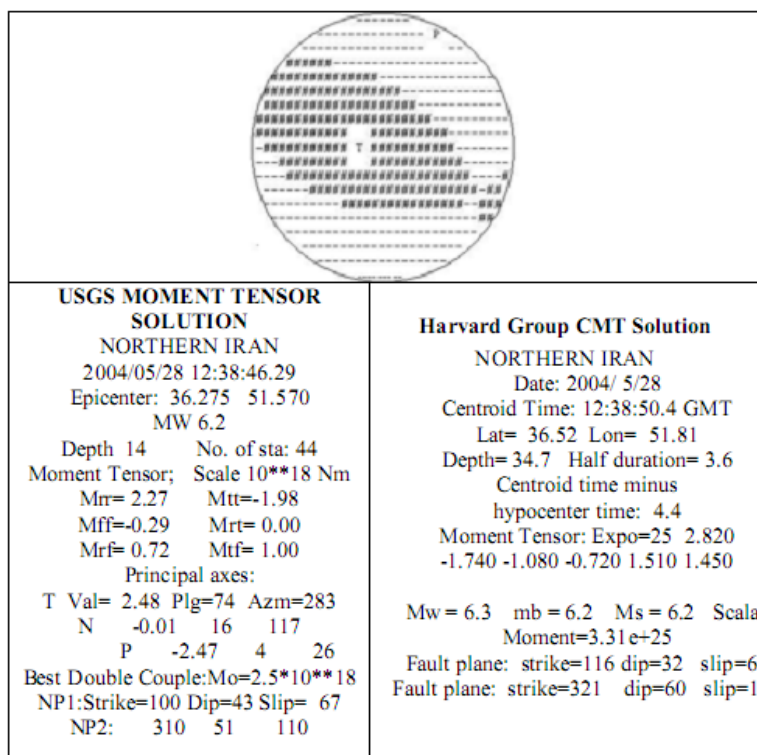 P
T
USGS MOMENT TENSOR
SOLUTION
NORTHERN IRAN
2004/05/28 12:38:46.29
Epicenter: 36.275 51.570
MW 6.2
Depth 14 No. of sta: 44
Moment Tensor; Scale 10**18 Nm
Mrr= 2.27 Mtt=-1.98
Mff=-0.29 Mrt= 0.00
Mrf= 0.72 Mtf= 1.00
Principal axes:
T Val= 2.48 Plg=74 Azm=283
N -0.01 16 117
P -2.47 4 26
Best Double Couple:Mo=2.5*10**18
NP1:Strike=100 Dip=43 Slip= 67
NP2: 310 51 110
Harvard Group CMT Solution
NORTHERN IRAN
Date: 2004/ 5/28
Centroid Time: 12:38:50.4 GMT
Lat= 36.52 Lon= 51.81
Depth= 34.7 Half duration= 3.6
Centroid time minus
hypocenter time: 4.4
Moment Tensor: Expo=25 2.820
-1.740 -1.080 -0.720 1.510 1.450
Mw = 6.3 mb = 6.2 Ms = 6.2 Scala
Moment=3.31e+25
Fault plane: strike=116 dip=32 slip=6
Fault plane: strike=321 dip=60 slip=1